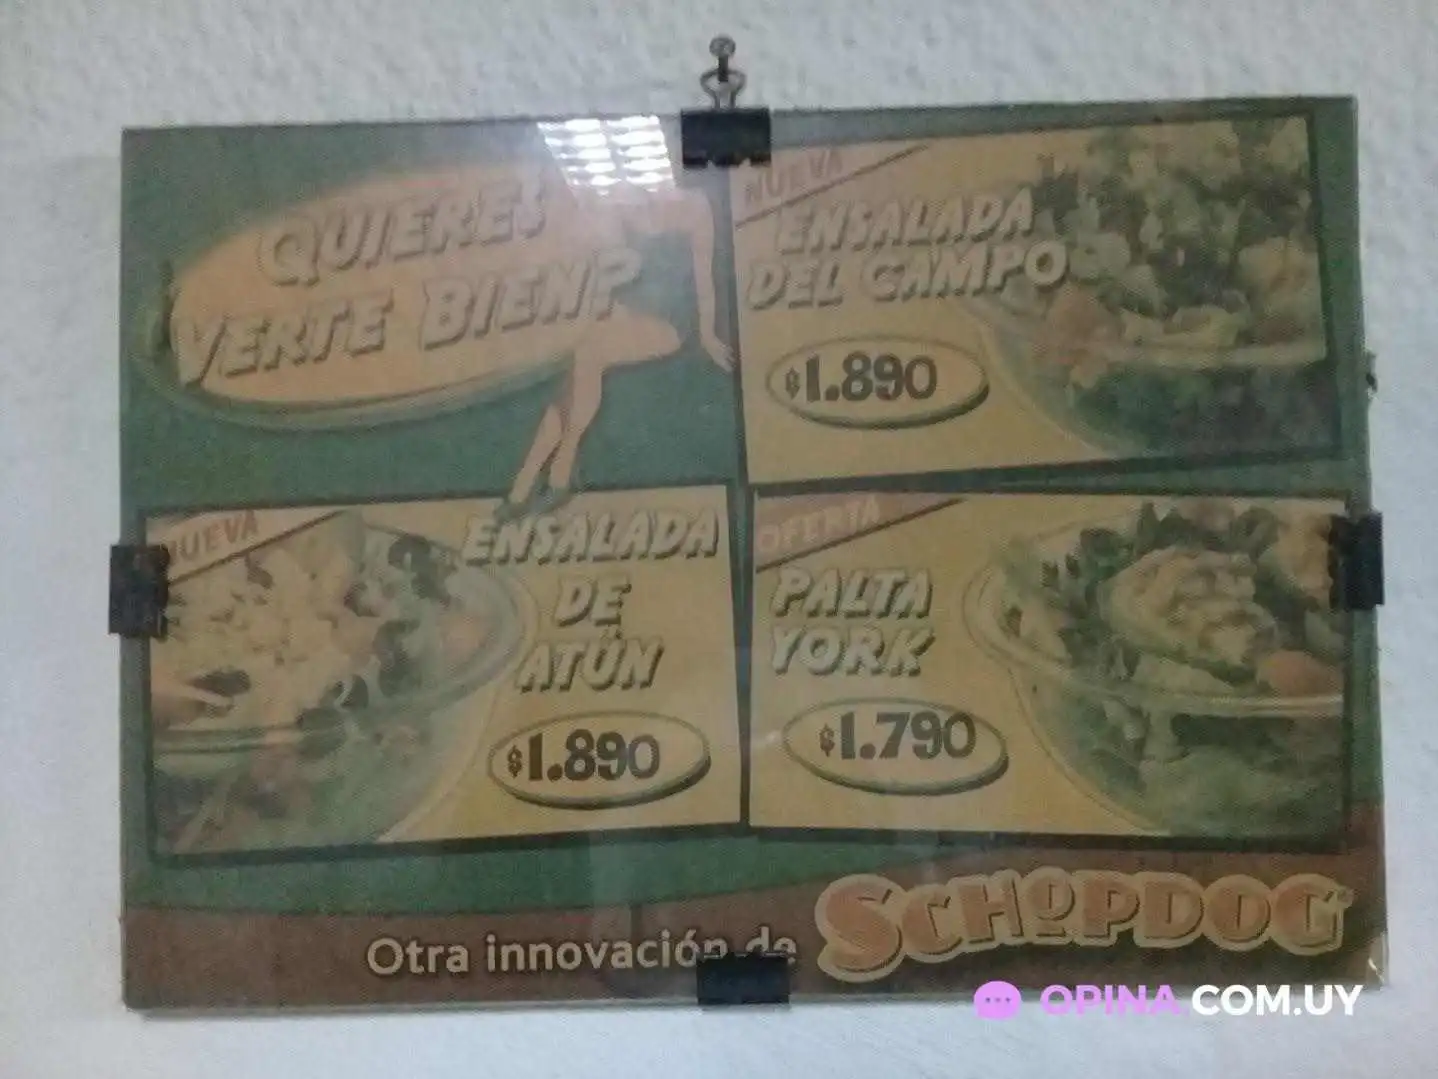 QUIERES
VERTE BIEN?
NUEVA
ENSALADA
DEL CAMPO
$1.890
NUEVA
ENSALADA
DE
ATÚN
$1.890
OFERTA
PALTA
YORK
$1.790
Otra innovación de SCHOPDOG
OPINA.COM.UY